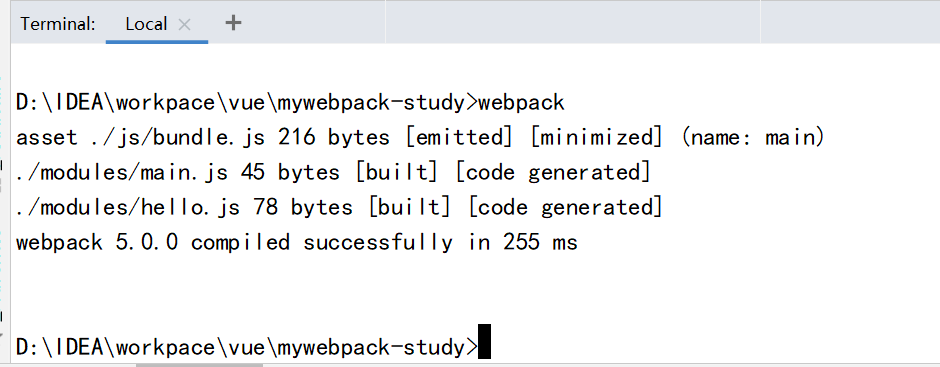 Terminal: Local × +
D:\IDEA\workpace\vue\mywebpack-study>webpack
asset ./js/bundle.js 216 bytes [emitted] [minimized] (name: main)
./modules/main.js 45 bytes [built] [code generated]
./modules/hello.js 78 bytes [built] [code generated]
webpack 5.0.0 compiled successfully in 255 ms
D:\IDEA\workpace\vue\mywebpack-study>